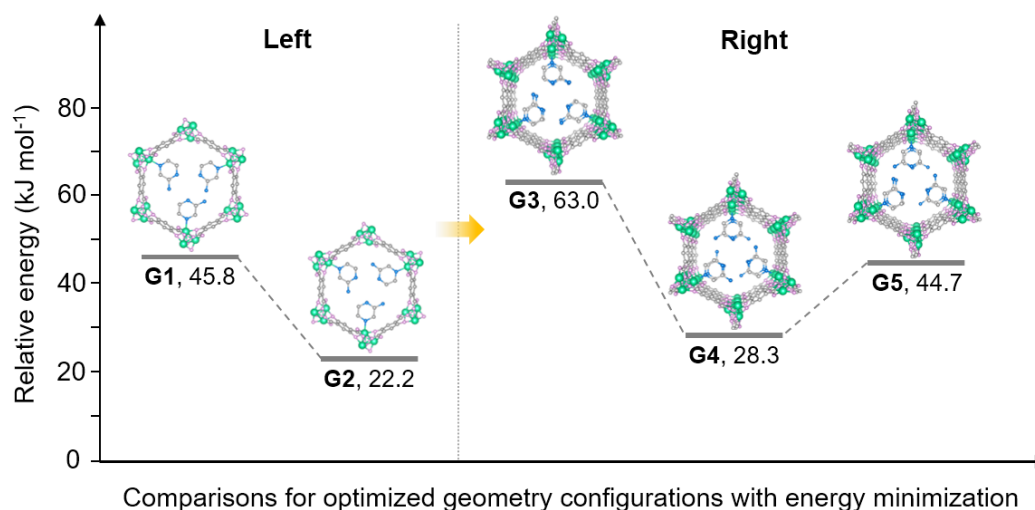 Left
Right
Relative energy (kJ mol⁻¹)
80
60
40
20
0
G1, 45.8
G2, 22.2
G3, 63.0
G4, 28.3
G5, 44.7
Comparisons for optimized geometry configurations with energy minimization